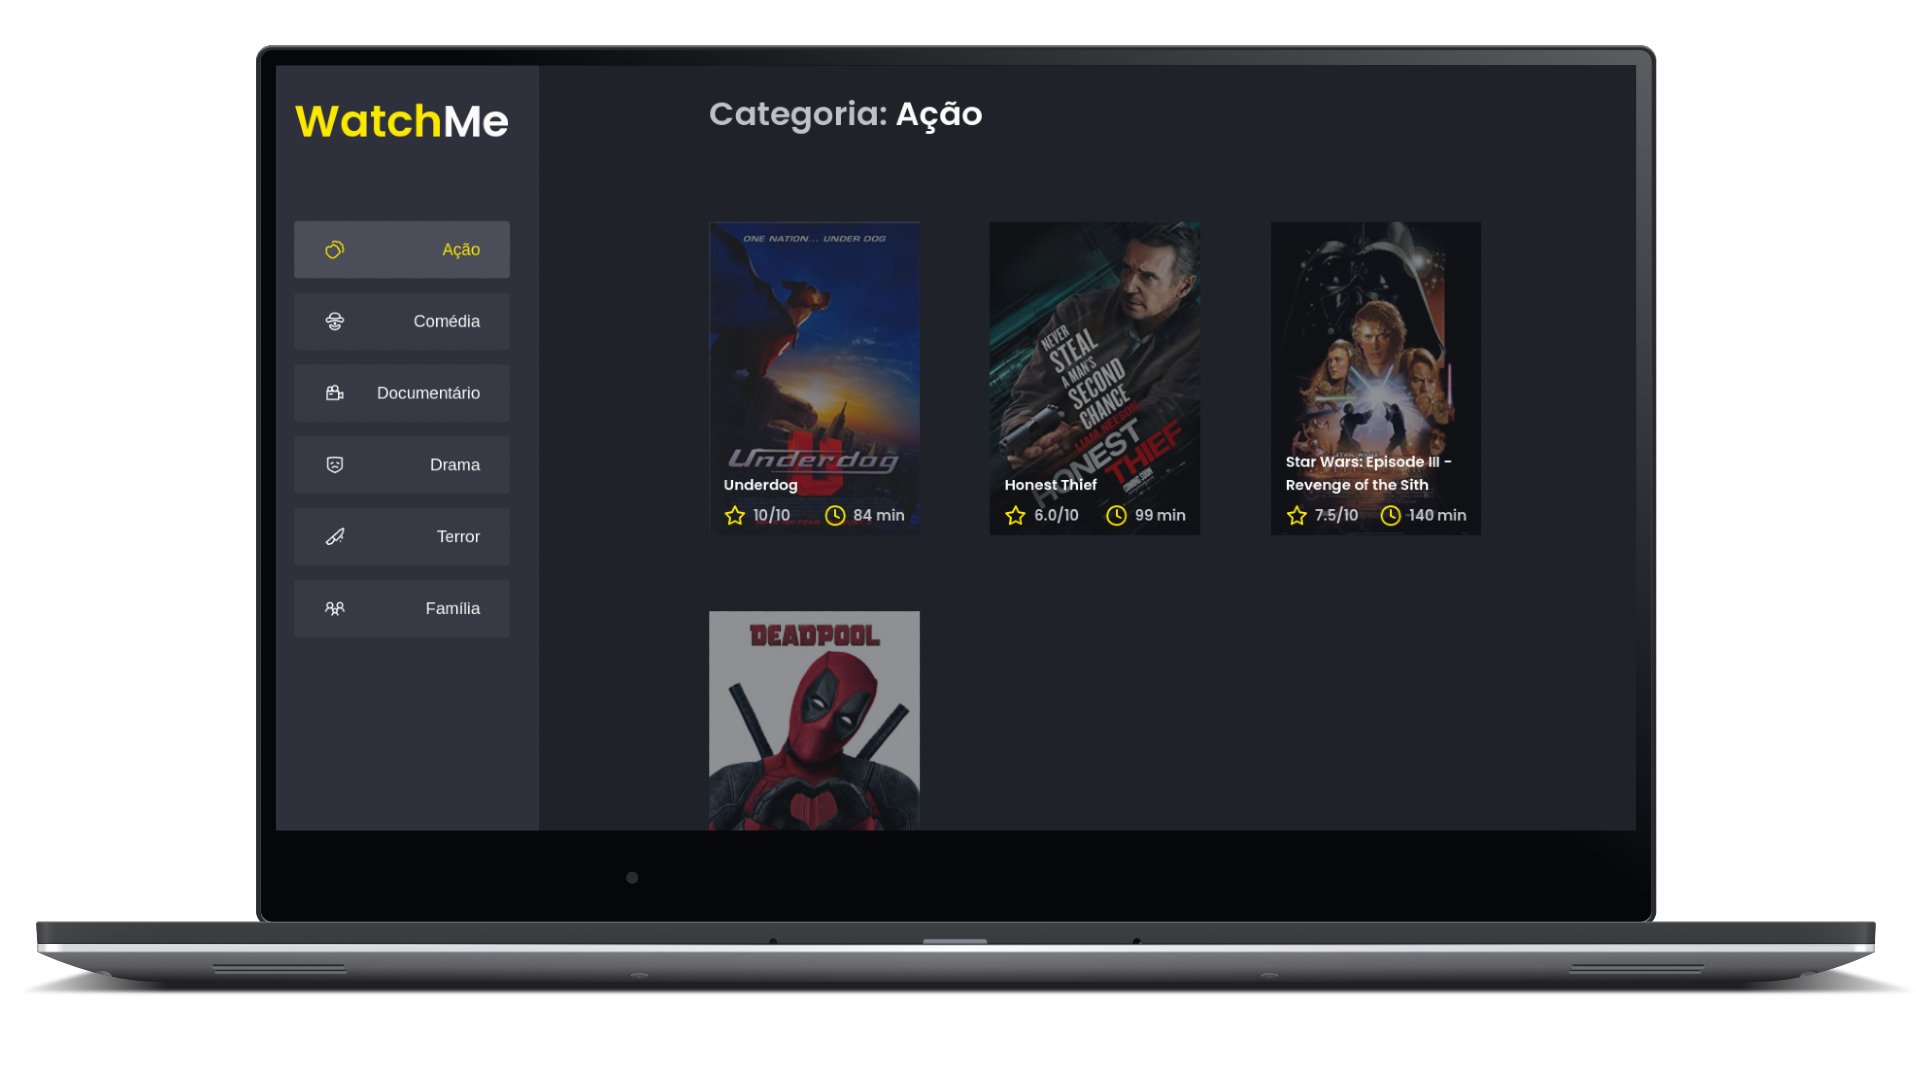 WatchMe
Ação
Comédia
Documentário
Drama
Terror
Família
Categoria: Ação
ONE NATION... UNDER DOG
Underdog
Underdog
10/10 84 min
NEVER
STEAL
A MAN'S
SECOND
CHANCE
LIAM NEESON
HONEST
THIEF
COMING SOON
Honest Thief
6.0/10 99 min
Star Wars: Episode III -
Revenge of the Sith
7.5/10 140 min
DEADPOOL